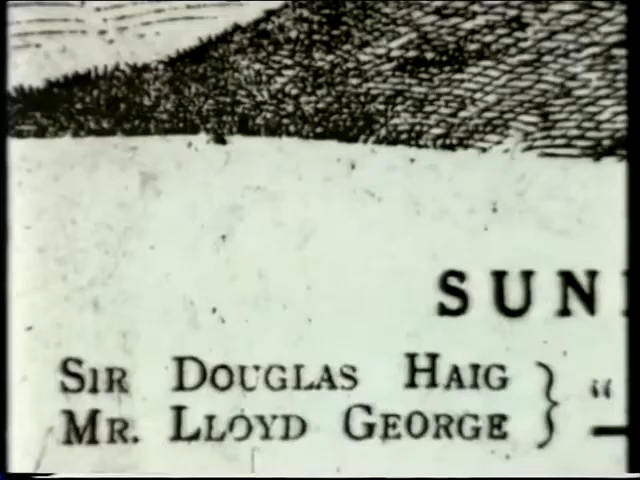 SUN
SIR DOUGLAS HAIG } "
MR. LLOYD GEORGE